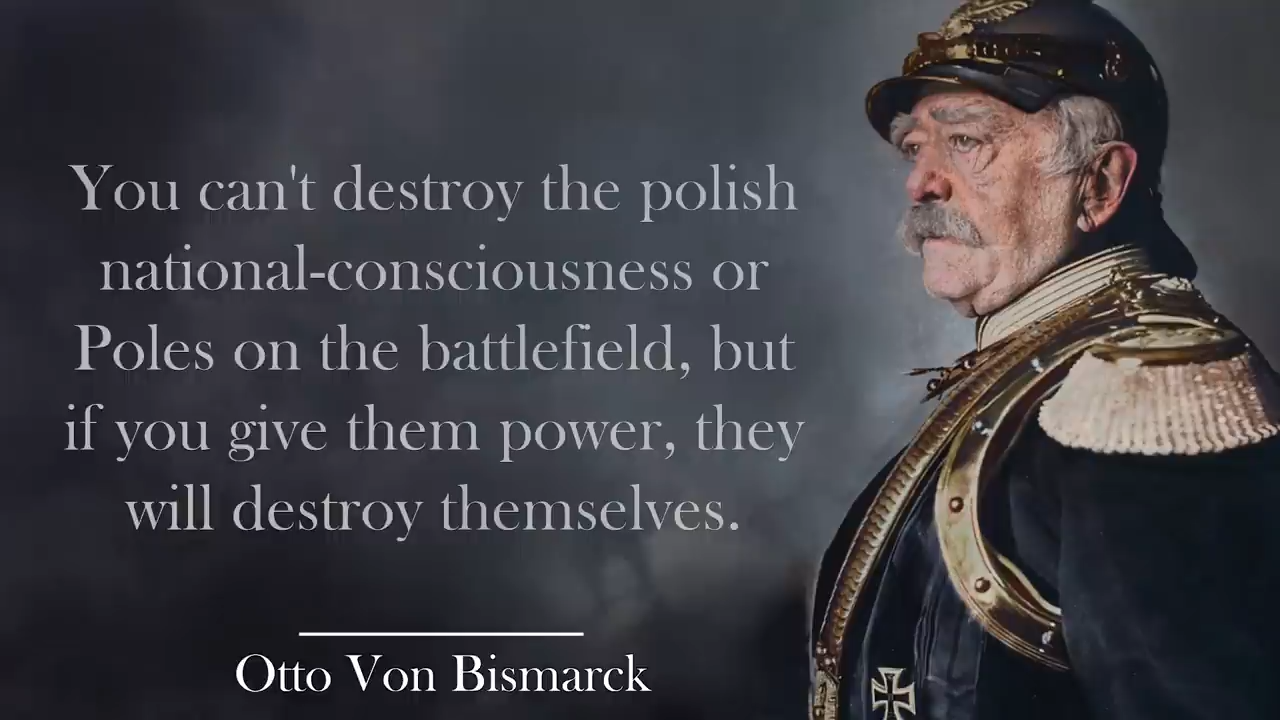 You can't destroy the polish
national-consciousness or
Poles on the battlefield, but
if you give them power, they
will destroy themselves.
Otto Von Bismarck